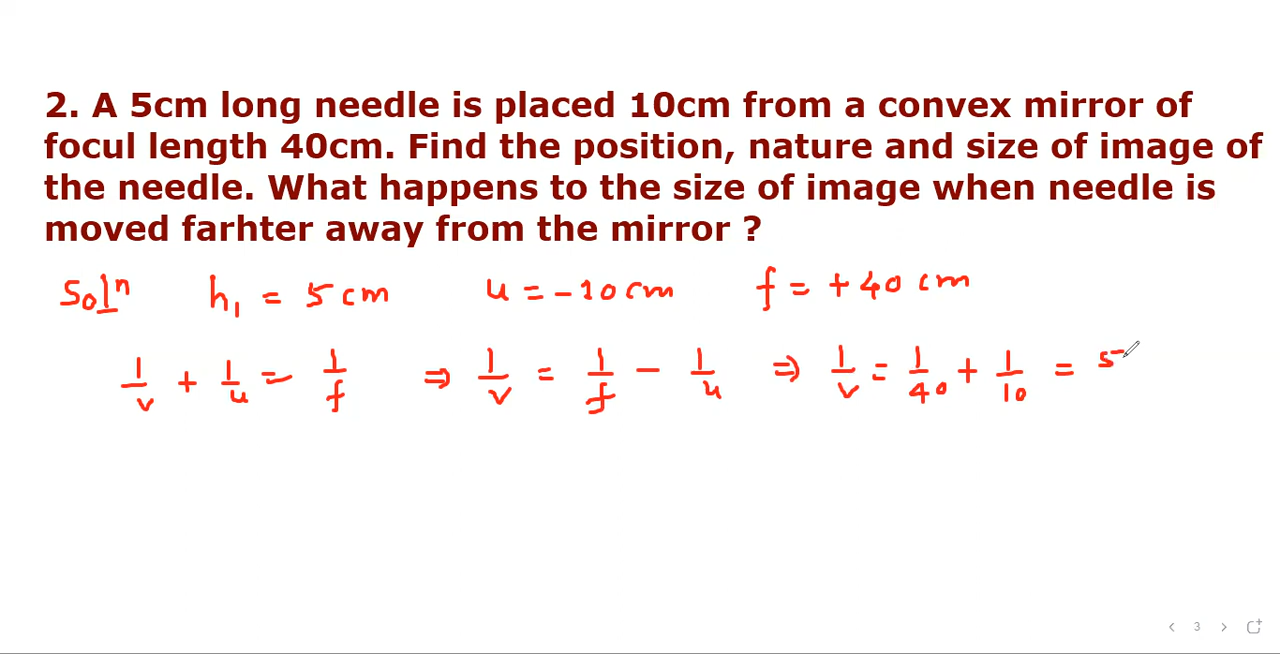 2. A 5cm long needle is placed 10cm from a convex mirror of
focul length 40cm. Find the position, nature and size of image of
the needle. What happens to the size of image when needle is
moved farhter away from the mirror ?
Solⁿ h₁ = 5 cm u = -10 cm f = +40 cm
1/v + 1/u = 1/f ⇒ 1/v = 1/f - 1/u ⇒ 1/v = 1/40 + 1/10 = 5
3